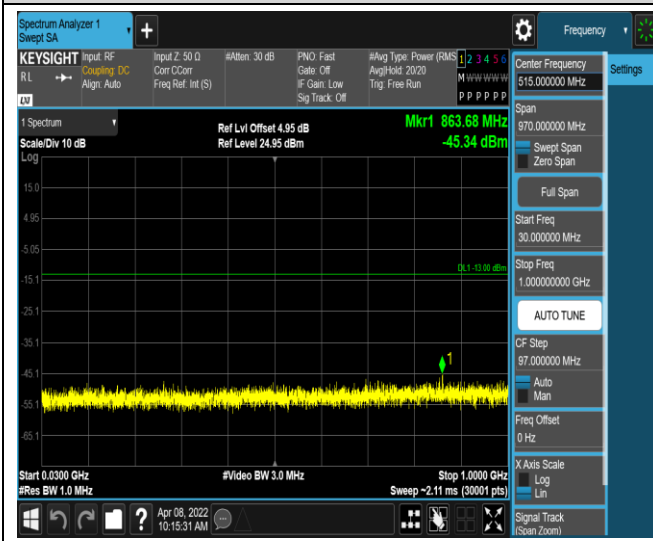 Spectrum Analyzer 1
Swept SA
+
Frequency
KEYSIGHT
RL
LXI
Input: RF
Coupling: DC
Align: Auto
Input Z: 50 Ω
Corr CCorr
Freq Ref: Int (S)
#Atten: 30 dB
PNO: Fast
Gate: Off
IF Gain: Low
Sig Track: Off
#Avg Type: Power (RMS
Avg|Hold: 20/20
Trig: Free Run
1 2 3 4 5 6
M W W W W W
P P P P P P
1 Spectrum
Scale/Div 10 dB
Ref Lvl Offset 4.95 dB
Ref Level 24.95 dBm
Mkr1 863.68 MHz
-45.34 dBm
Log
15.0
4.95
-5.05
-15.1
-25.1
-35.1
-45.1
-55.1
-65.1
DL1 -13.00 dBm
1
Start 0.0300 GHz
#Res BW 1.0 MHz
#Video BW 3.0 MHz
Stop 1.0000 GHz
Sweep ~2.11 ms (30001 pts)
?
Apr 08, 2022
10:15:31 AM
Center Frequency
515.000000 MHz
Settings
Span
970.000000 MHz
Swept Span
Zero Span
Full Span
Start Freq
30.000000 MHz
Stop Freq
1.000000000 GHz
AUTO TUNE
CF Step
97.000000 MHz
Auto
Man
Freq Offset
0 Hz
X Axis Scale
Log
Lin
Signal Track
(Span Zoom)